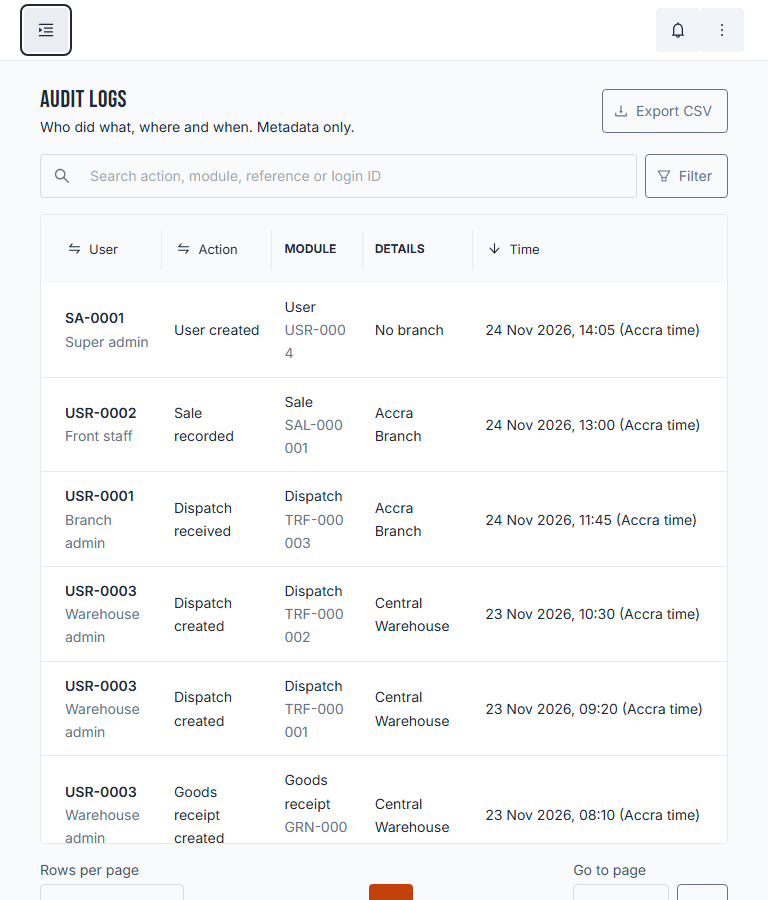 AUDIT LOGS
Who did what, where and when. Metadata only.
Export CSV
Search action, module, reference or login ID
Filter
User
Action
MODULE
DETAILS
Time
SA-0001
Super admin
User created
User
USR-000
4
No branch
24 Nov 2026, 14:05 (Accra time)
USR-0002
Front staff
Sale
recorded
Sale
SAL-000
001
Accra
Branch
24 Nov 2026, 13:00 (Accra time)
USR-0001
Branch
admin
Dispatch
received
Dispatch
TRF-000
003
Accra
Branch
24 Nov 2026, 11:45 (Accra time)
USR-0003
Warehouse
admin
Dispatch
created
Dispatch
TRF-000
002
Central
Warehouse
23 Nov 2026, 10:30 (Accra time)
USR-0003
Warehouse
admin
Dispatch
created
Dispatch
TRF-000
001
Central
Warehouse
23 Nov 2026, 09:20 (Accra time)
USR-0003
Warehouse
admin
Goods
receipt
created
Goods
receipt
GRN-000
Central
Warehouse
23 Nov 2026, 08:10 (Accra time)
Rows per page
Go to page